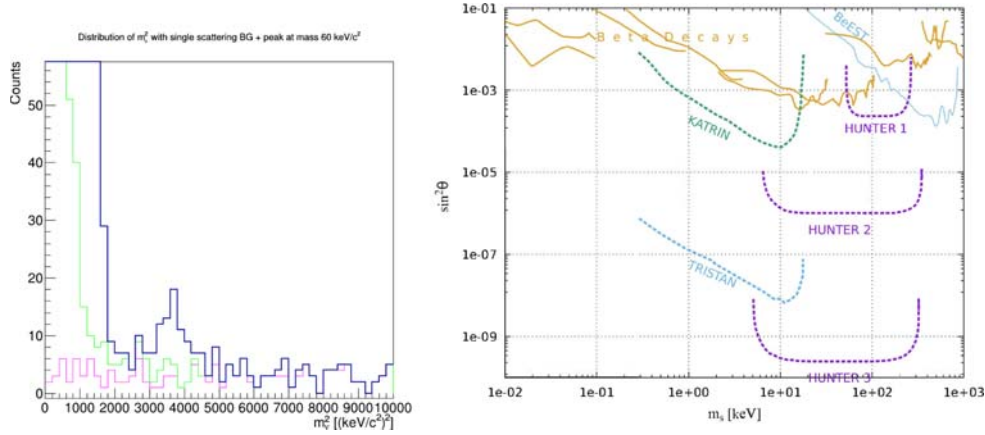 Distribution of m²ᵥ with single scattering BG + peak at mass 60 keV/c²
Counts
50
40
30
20
10
0
0 1000 2000 3000 4000 5000 6000 7000 8000 9000 10000
m²ᵥ [(keV/c²)²]
1e-01
1e-03
1e-05
1e-07
1e-09
sin²θ
Beta Decays
BeEST
KATRIN
HUNTER 1
HUNTER 2
TRISTAN
HUNTER 3
1e-02 1e-01 1e+00 1e+01 1e+02 1e+03
mₛ [keV]